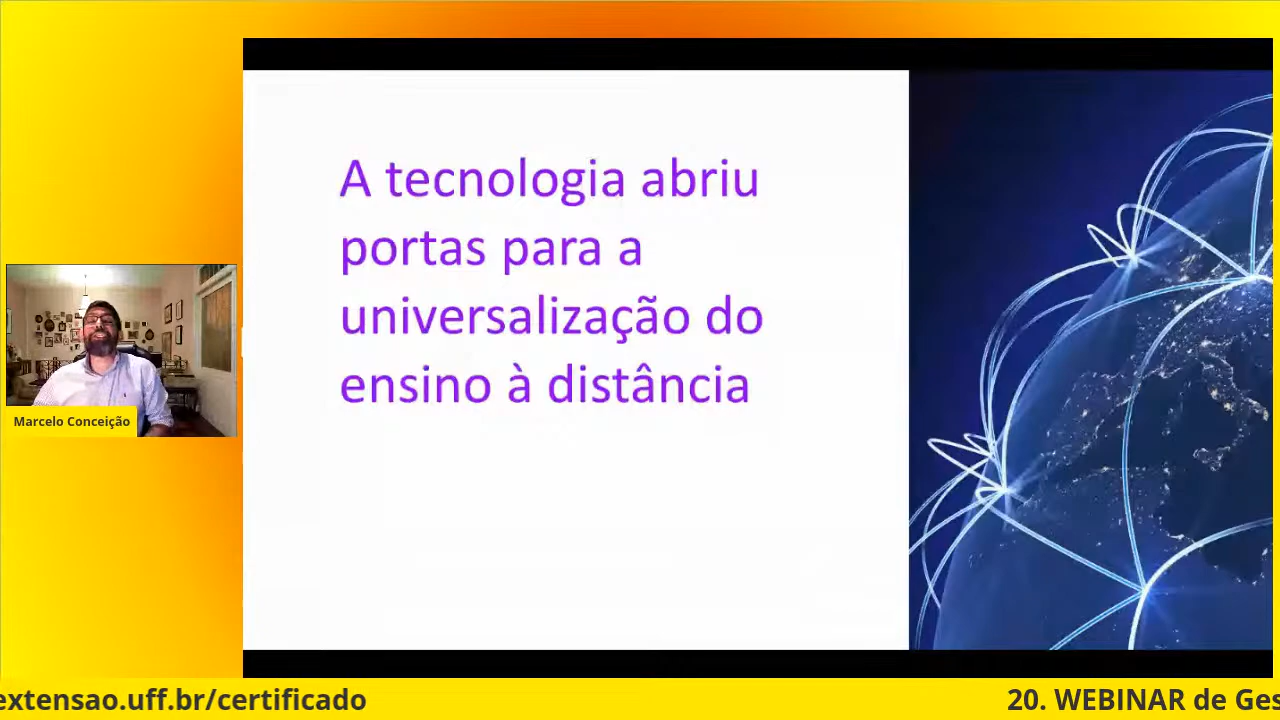 A tecnologia abriu
portas para a
universalização do
ensino à distância
Marcelo Conceição
extensao.uff.br/certificado
20. WEBINAR de Ges